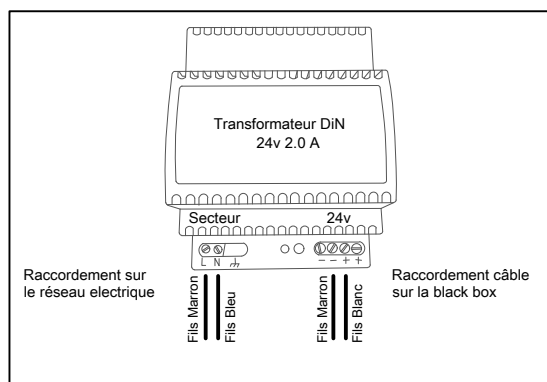 Transformateur DiN
24v 2.0 A
Secteur 24v
L N
− − + +
Raccordement sur
le réseau electrique
Fils Marron
Fils Bleu
Fils Marron
Fils Blanc
Raccordement câble
sur la black box